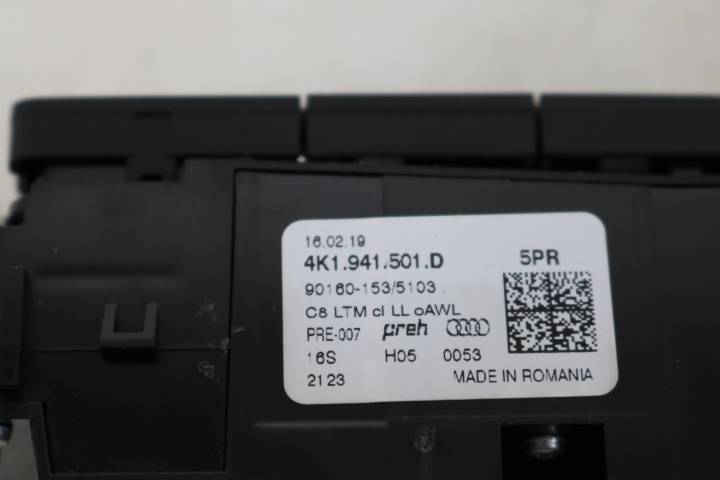 16.02.19
4K1.941.501.D 5PR
90160-153/5103
C8 LTM cl LL oAWL
PRE-007 preh
16S H05 0053
2123 MADE IN ROMANIA